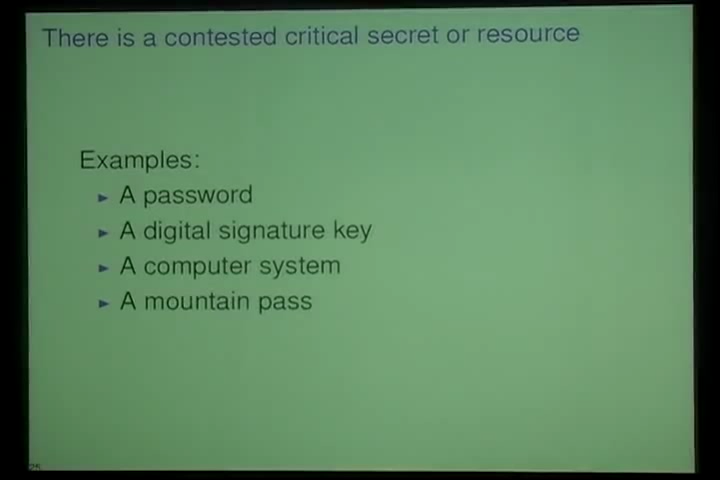 There is a contested critical secret or resource
Examples:
► A password
► A digital signature key
► A computer system
► A mountain pass